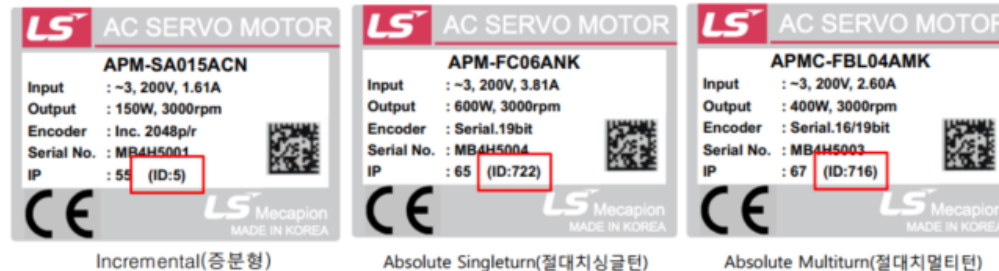 LS AC SERVO MOTOR
APM-SA015ACN
Input : ~3, 200V, 1.61A
Output : 150W, 3000rpm
Encoder : Inc. 2048p/r
Serial No. : MB4H5001
IP : 55 (ID:5)
CE LS Mecapion
MADE IN KOREA
Incremental(증분형)
LS AC SERVO MOTOR
APM-FC06ANK
Input : ~3, 200V, 3.81A
Output : 600W, 3000rpm
Encoder : Serial.19bit
Serial No. : MB4H5004
IP : 65 (ID:722)
CE LS Mecapion
MADE IN KOREA
Absolute Singleturn(절대치싱글턴)
LS AC SERVO MOTOR
APMC-FBL04AMK
Input : ~3, 200V, 2.60A
Output : 400W, 3000rpm
Encoder : Serial.16/19bit
Serial No. : MB4H5003
IP : 67 (ID:716)
CE LS Mecapion
MADE IN KOREA
Absolute Multiturn(절대치멀티턴)